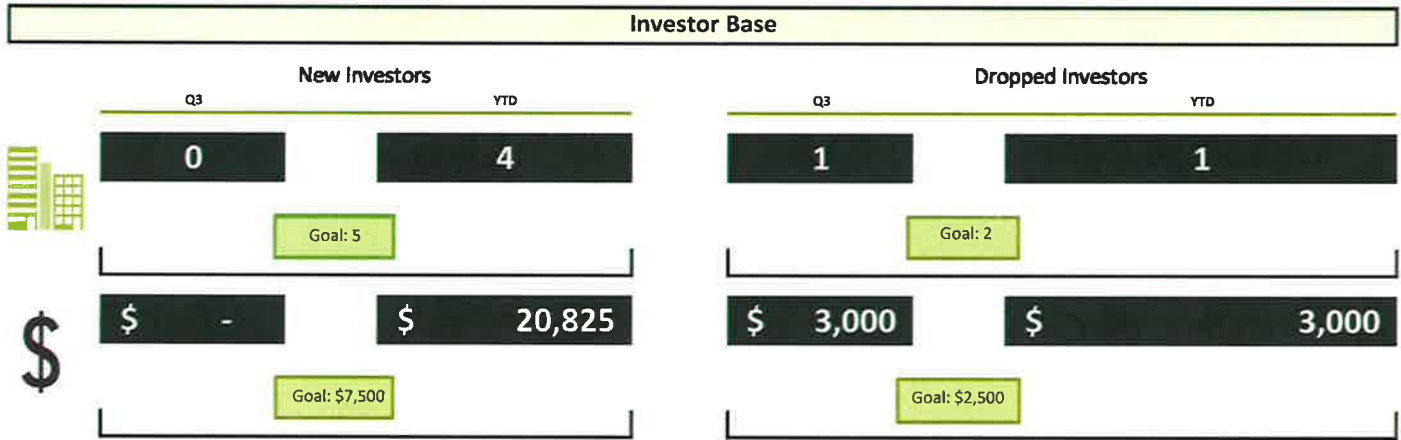 Investor Base
New Investors
Dropped Investors
Q3 YTD
Q3 YTD
0 4
1 1
Goal: 5
Goal: 2
$ - $ 20,825
$ 3,000 $ 3,000
$
Goal: $7,500
Goal: $2,500